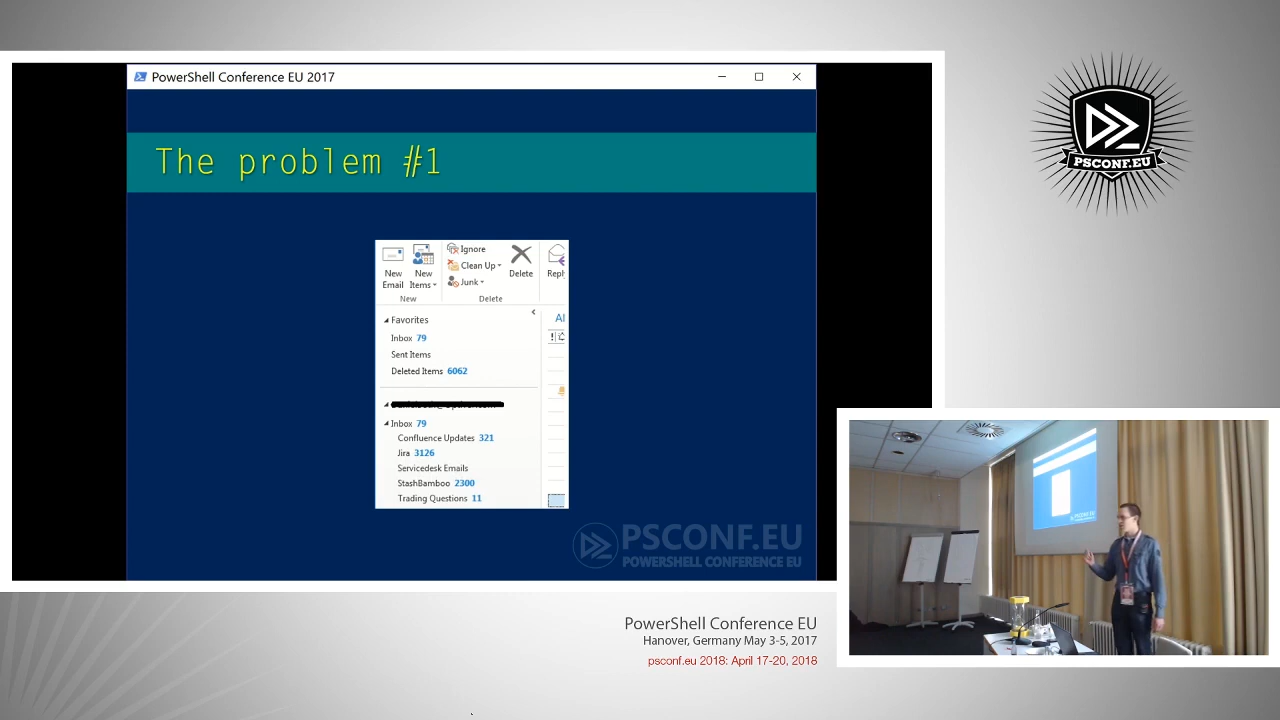 PowerShell Conference EU 2017
The problem #1
New Email
New Items
Ignore
Clean Up
Junk
Delete
New
Delete
Favorites
Inbox 79
Sent Items
Deleted Items 6062
Inbox 79
Confluence Updates 321
Jira 3126
Servicedesk Emails
StashBamboo 2300
Trading Questions 11
PSCONF.EU
POWERSHELL CONFERENCE EU
PSCONF.EU
PowerShell Conference EU
Hanover, Germany May 3-5, 2017
psconf.eu 2018: April 17-20, 2018